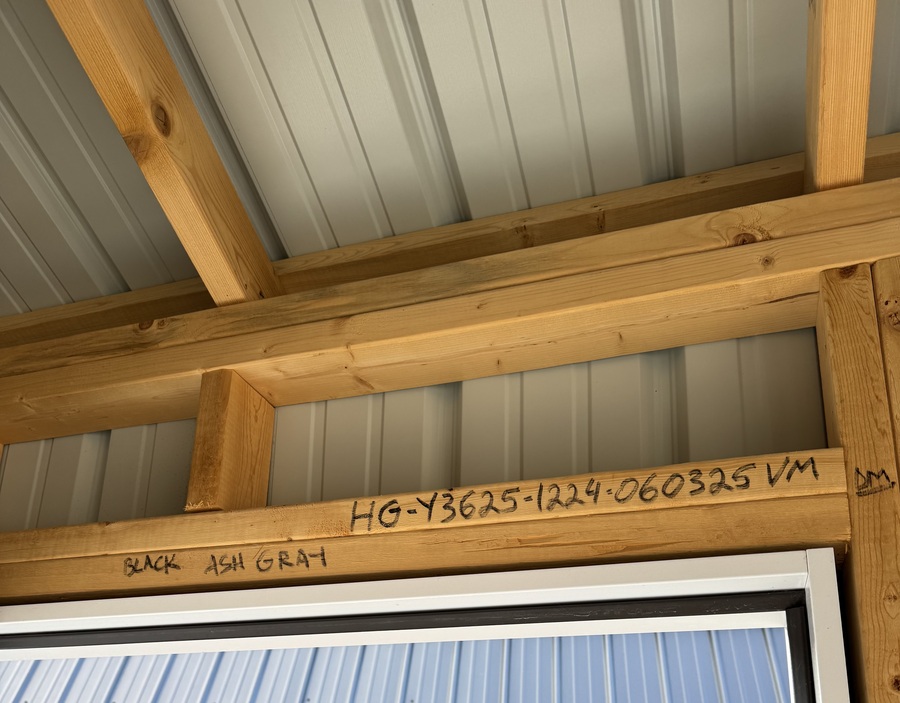 HG-Y3625-1224-060325 VM
DM
BLACK ASH GRAY